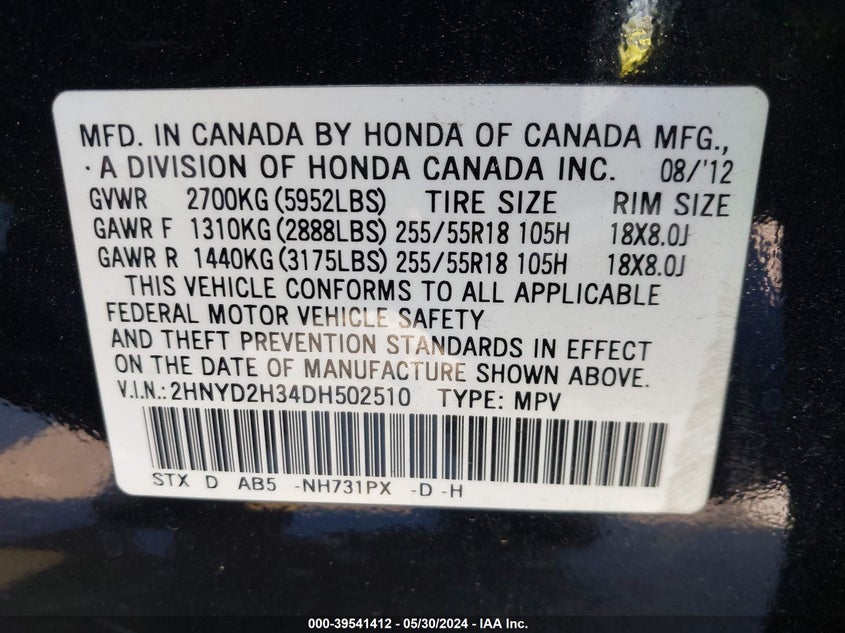 MFD. IN CANADA BY HONDA OF CANADA MFG.,
·A DIVISION OF HONDA CANADA INC. 08/'12
GVWR 2700KG(5952LBS) TIRE SIZE RIM SIZE
GAWR F 1310KG(2888LBS) 255/55R18 105H 18X8.0J
GAWR R 1440KG(3175LBS) 255/55R18 105H 18X8.0J
THIS VEHICLE CONFORMS TO ALL APPLICABLE
FEDERAL MOTOR VEHICLE SAFETY
AND THEFT PREVENTION STANDARDS IN EFFECT
ON THE DATE OF MANUFACTURE SHOWN ABOVE.
V.I.N.:2HNYD2H34DH502510 TYPE: MPV
STX D AB5 -NH731PX -D -H
000-39541412 - 05/30/2024 - IAA Inc.